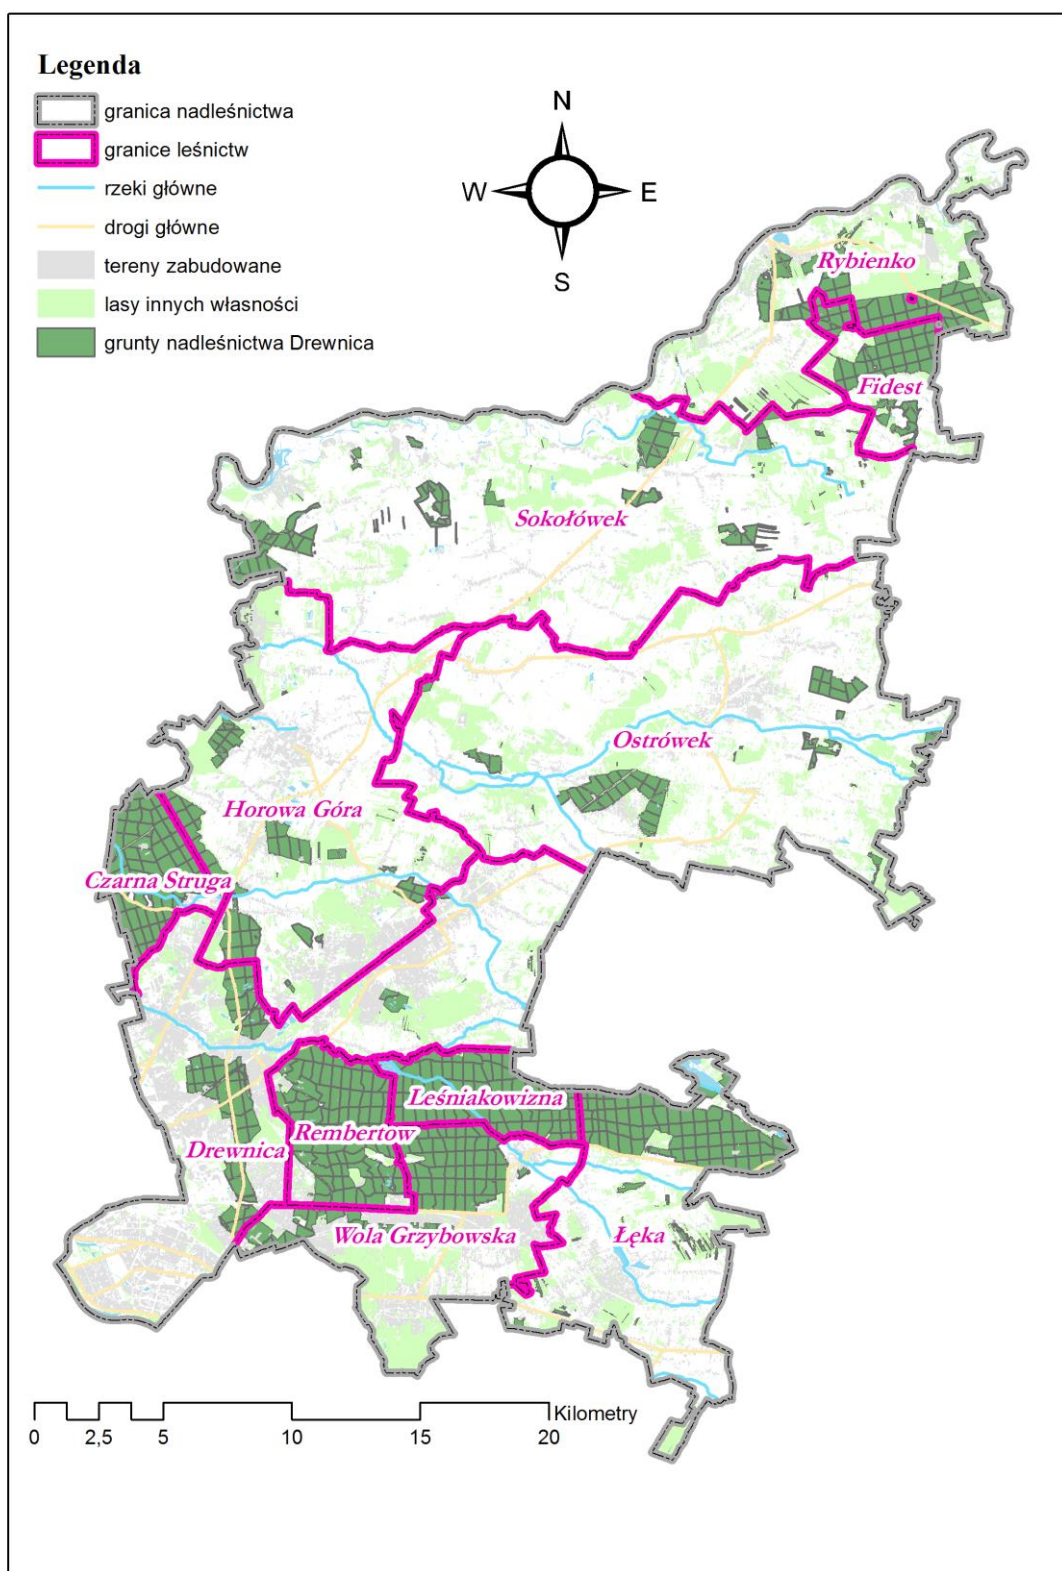 Legenda
granica nadleśnictwa
granice leśnictw
rzeki główne
drogi główne
tereny zabudowane
lasy innych własności
grunty nadleśnictwa Drewnica
N
W
E
S
Rybienko
Fidest
Sokołówek
Ostrówek
Horowa Góra
Czarna Struga
Leśniakowizna
Rembertow
Drewnica
Wola Grzybowska
Łęka
Kilometry
0 2,5 5 10 15 20